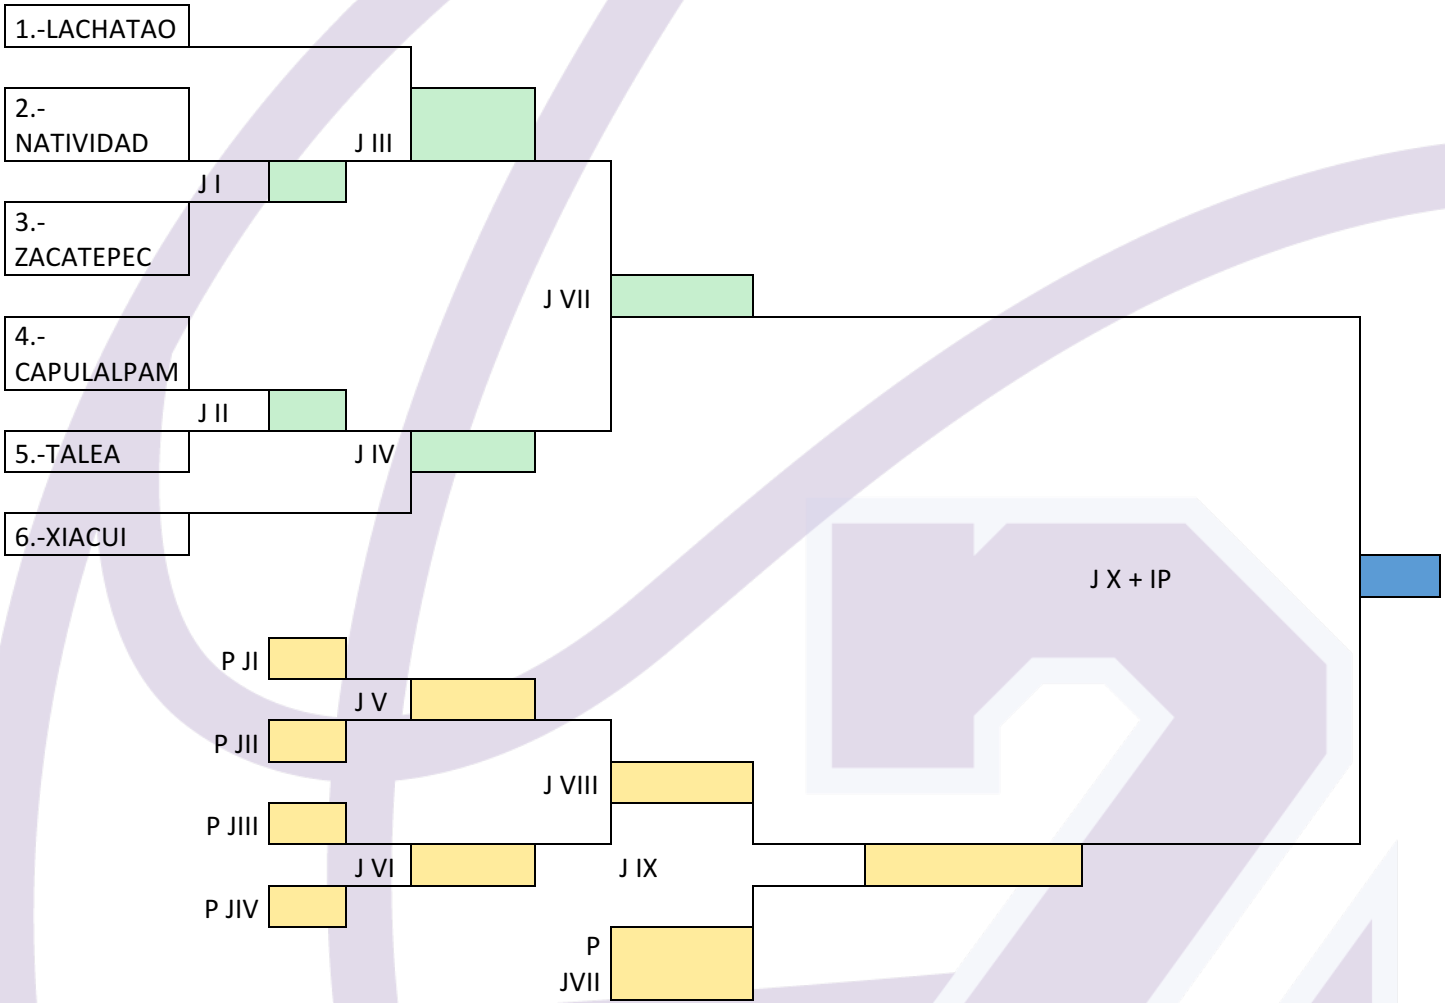 1.-LACHATAO
2.-
NATIVIDAD
J III
J I
3.-
ZACATEPEC
J VII
4.-
CAPULALPAM
J II
5.-TALEA
J IV
6.-XIACUI
J X + IP
P JI
J V
P JII
J VIII
P JIII
J VI
J IX
P JIV
P
JVII